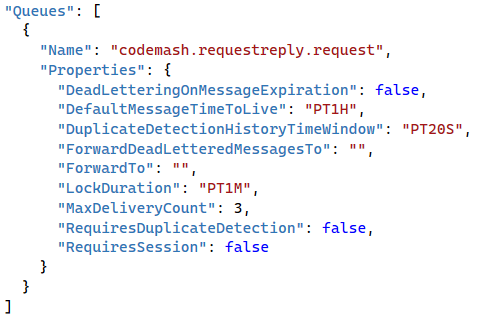 "Queues": [
  {
    "Name": "codemash.requestreply.request",
    "Properties": {
      "DeadLetteringOnMessageExpiration": false,
      "DefaultMessageTimeToLive": "PT1H",
      "DuplicateDetectionHistoryTimeWindow": "PT20S",
      "ForwardDeadLetteredMessagesTo": "",
      "ForwardTo": "",
      "LockDuration": "PT1M",
      "MaxDeliveryCount": 3,
      "RequiresDuplicateDetection": false,
      "RequiresSession": false
    }
  }
]